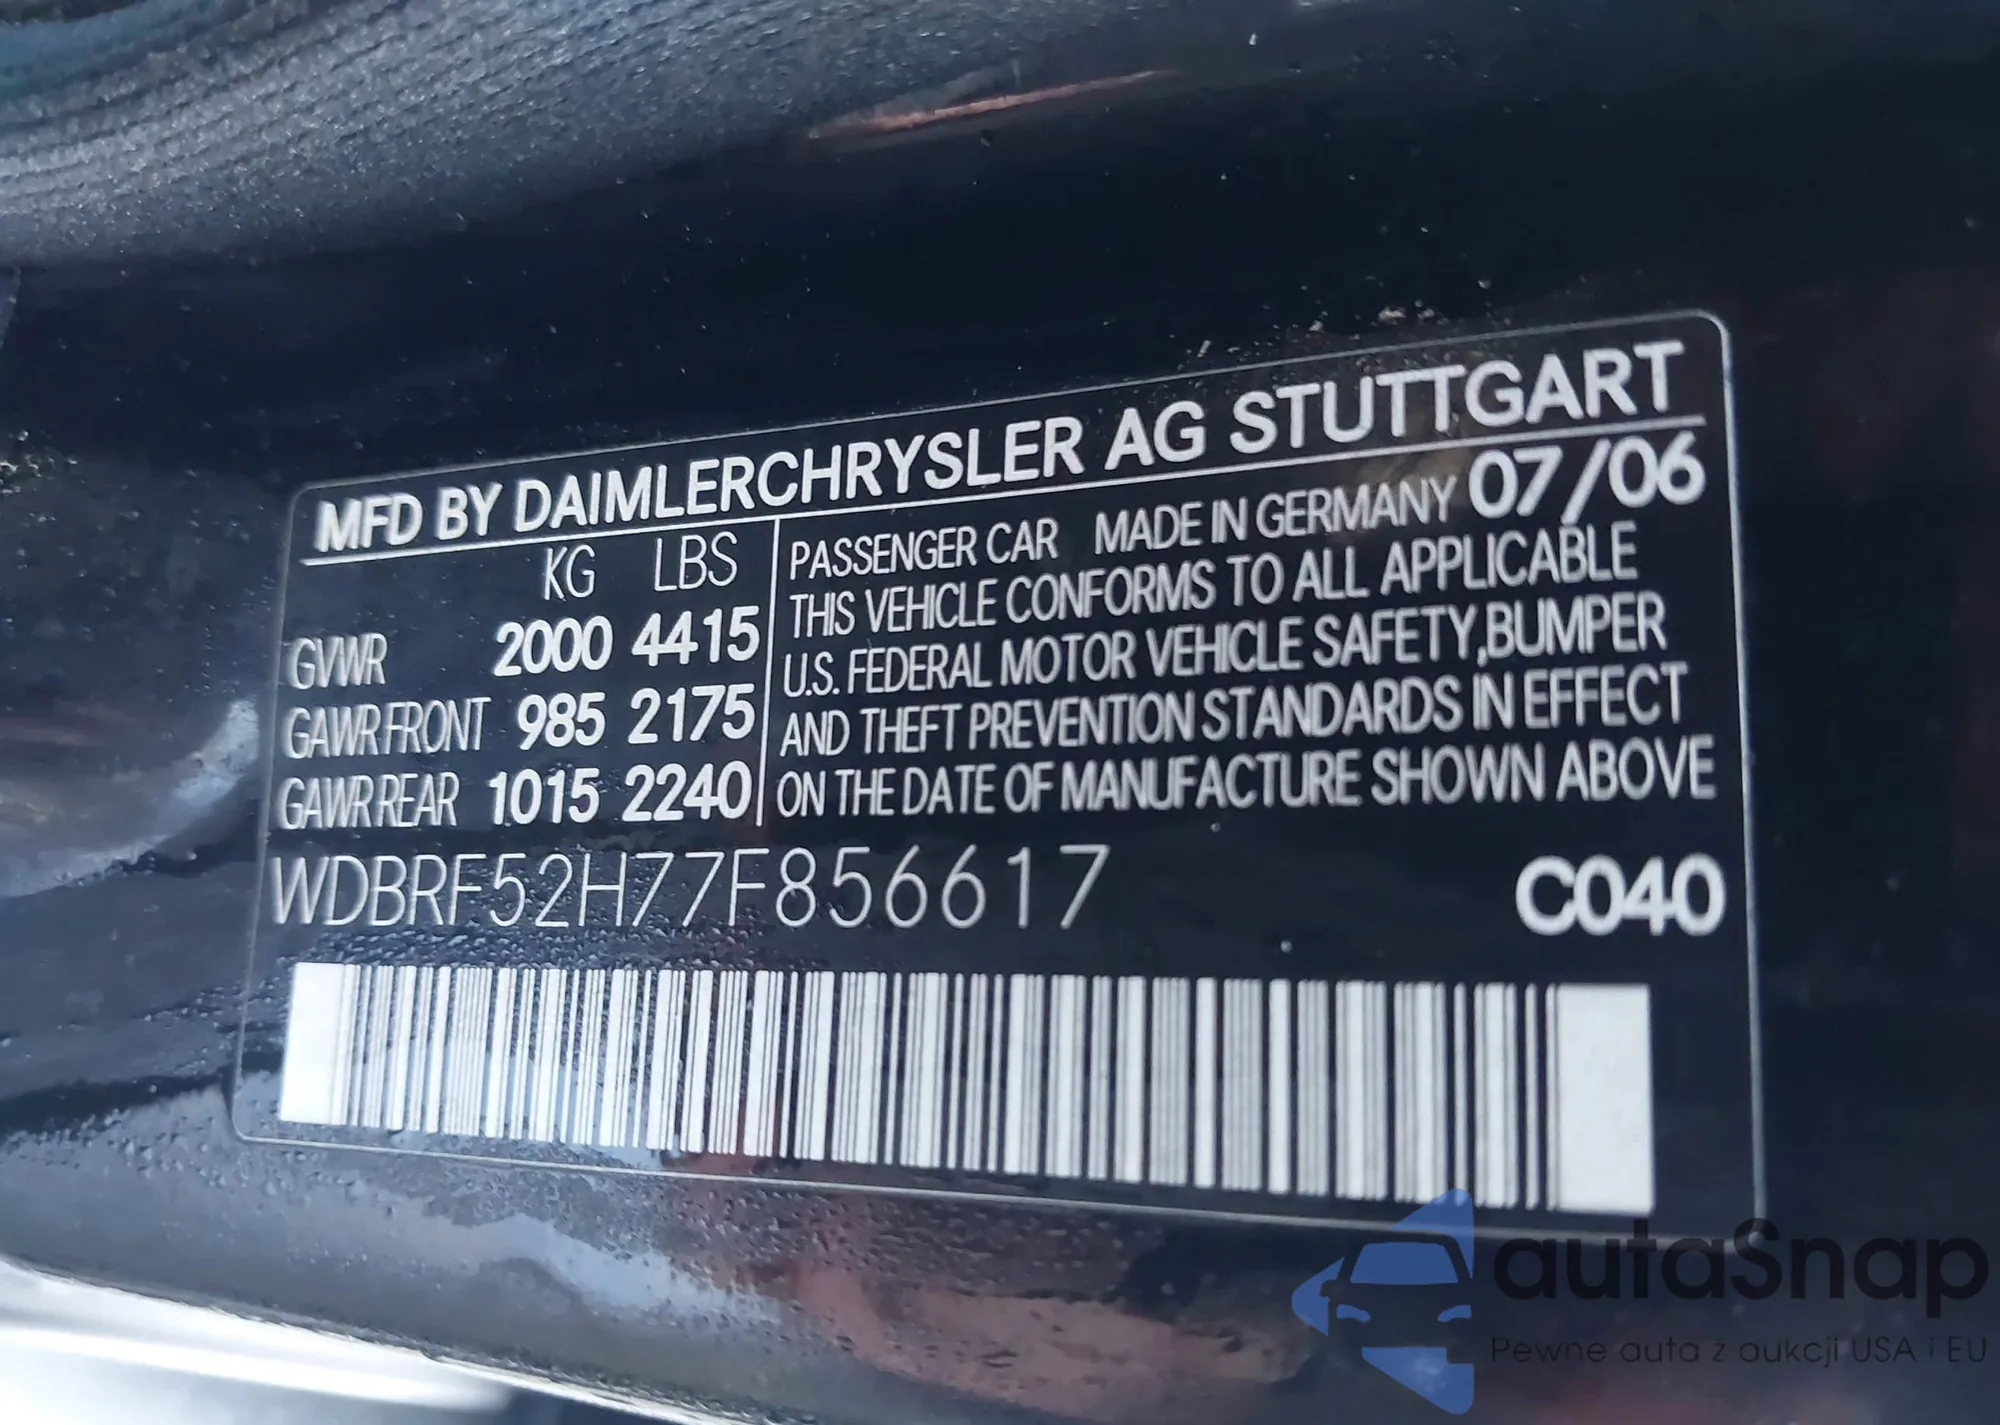 MFD BY DAIMLERCHRYSLER AG STUTTGART
KG LBS
GVWR 2000 4415
GAWR FRONT 985 2175
GAWR REAR 1015 2240
PASSENGER CAR MADE IN GERMANY 07/06
THIS VEHICLE CONFORMS TO ALL APPLICABLE
U.S. FEDERAL MOTOR VEHICLE SAFETY,BUMPER
AND THEFT PREVENTION STANDARDS IN EFFECT
ON THE DATE OF MANUFACTURE SHOWN ABOVE
WDBRF52H77F856617 C040
autaSnap
Pewne auta z aukcji USA i EU